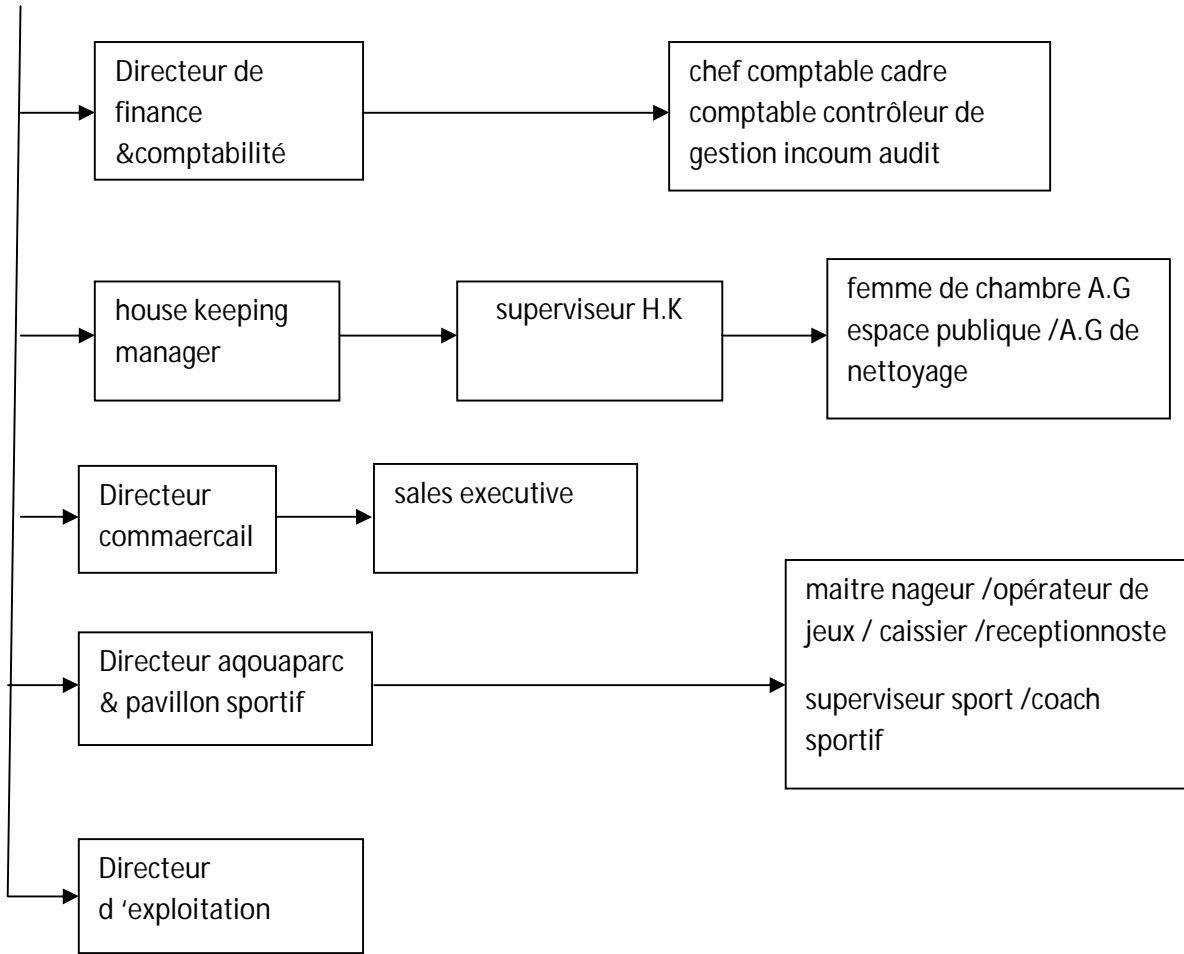 Directeur de
finance
&comptabilité
chef comptable cadre
comptable contrôleur de
gestion incoum audit
house keeping
manager
superviseur H.K
femme de chambre A.G
espace publique /A.G de
nettoyage
Directeur
commaercail
sales executive
Directeur aqouaparc
& pavillon sportif
maitre nageur /opérateur de
jeux / caissier /receptionnoste
superviseur sport /coach
sportif
Directeur
d ‘exploitation